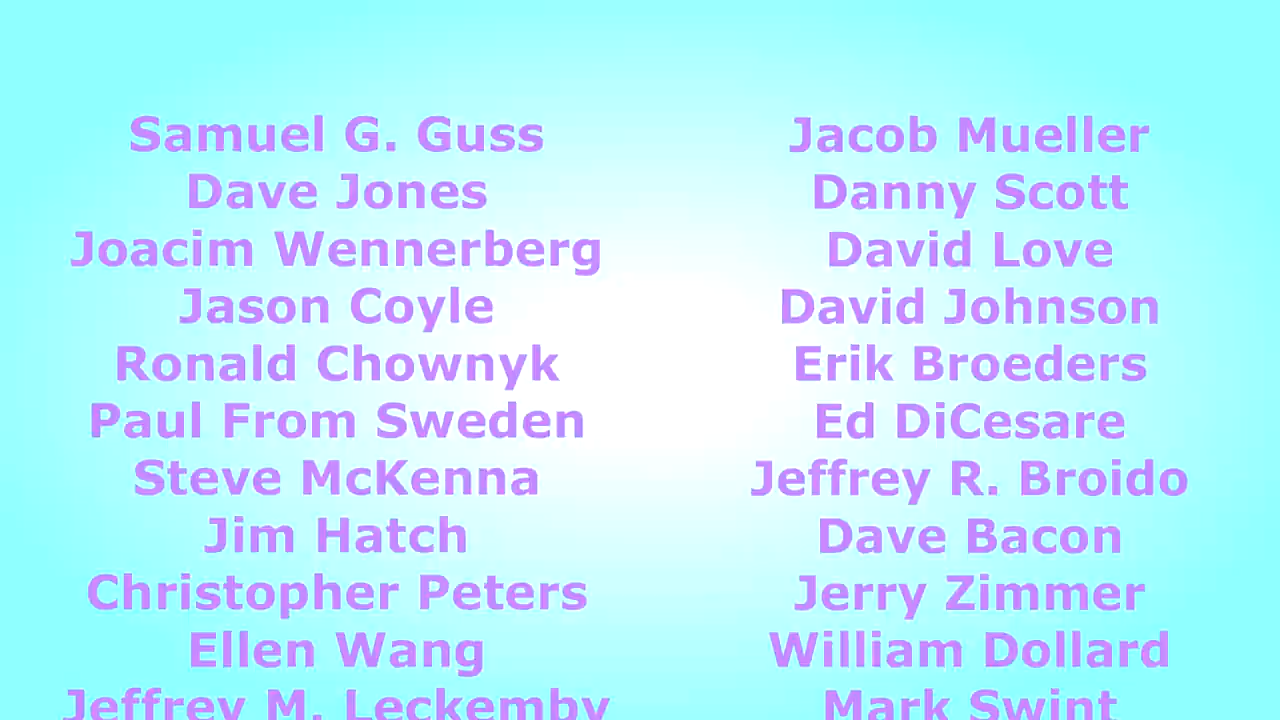 Samuel G. Guss
Dave Jones
Joacim Wennerberg
Jason Coyle
Ronald Chownyk
Paul From Sweden
Steve McKenna
Jim Hatch
Christopher Peters
Ellen Wang
Jeffrey M. Leckemby
Jacob Mueller
Danny Scott
David Love
David Johnson
Erik Broeders
Ed DiCesare
Jeffrey R. Broido
Dave Bacon
Jerry Zimmer
William Dollard
Mark Swint